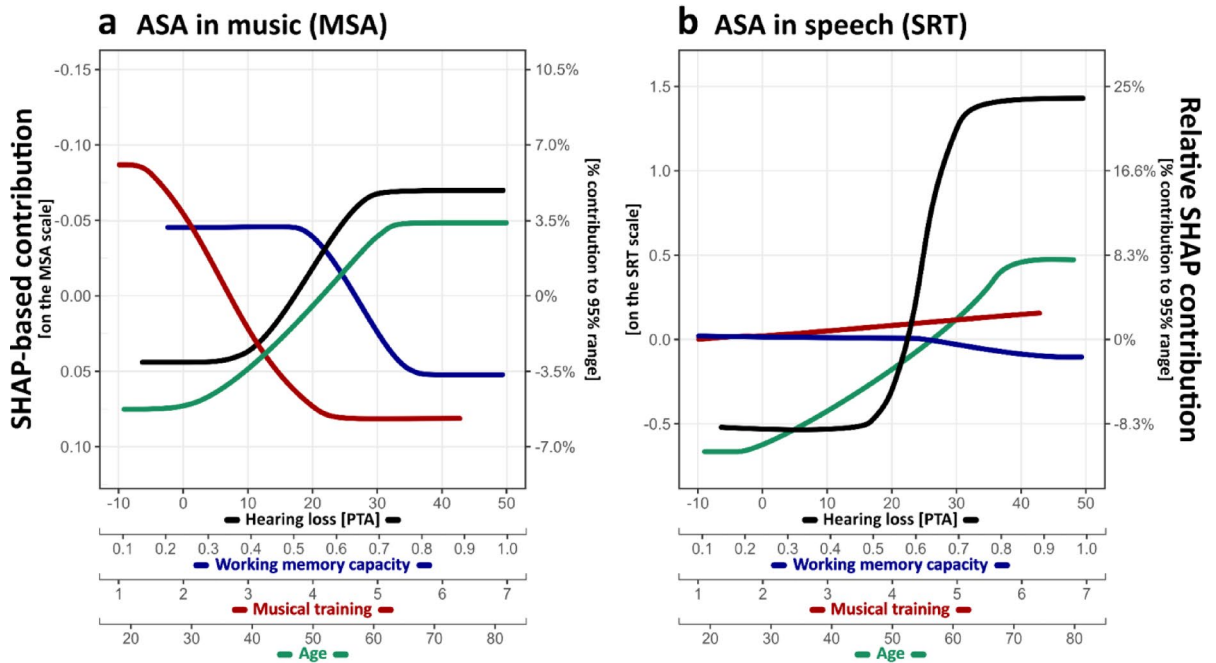 a ASA in music (MSA)
SHAP-based contribution
[on the MSA scale]
-0.15
-0.10
-0.05
0.00
0.05
0.10
10.5%
7.0%
3.5%
0%
-3.5%
-7.0%
[% contribution to 95% range]
-10 0 10 20 30 40 50
Hearing loss [PTA]
0.1 0.2 0.3 0.4 0.5 0.6 0.7 0.8 0.9 1.0
Working memory capacity
1 2 3 4 5 6 7
Musical training
20 30 40 50 60 70 80
Age
b ASA in speech (SRT)
[on the SRT scale]
1.5
1.0
0.5
0.0
-0.5
25%
16.6%
8.3%
0%
-8.3%
[% contribution to 95% range]
Relative SHAP contribution
-10 0 10 20 30 40 50
Hearing loss [PTA]
0.1 0.2 0.3 0.4 0.5 0.6 0.7 0.8 0.9 1.0
Working memory capacity
1 2 3 4 5 6 7
Musical training
20 30 40 50 60 70 80
Age